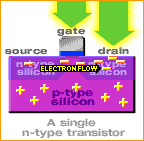 gate
source drain
n-type n-type
silicon silicon
ELECTRON FLOW
p-type
silicon
A single
n-type transistor